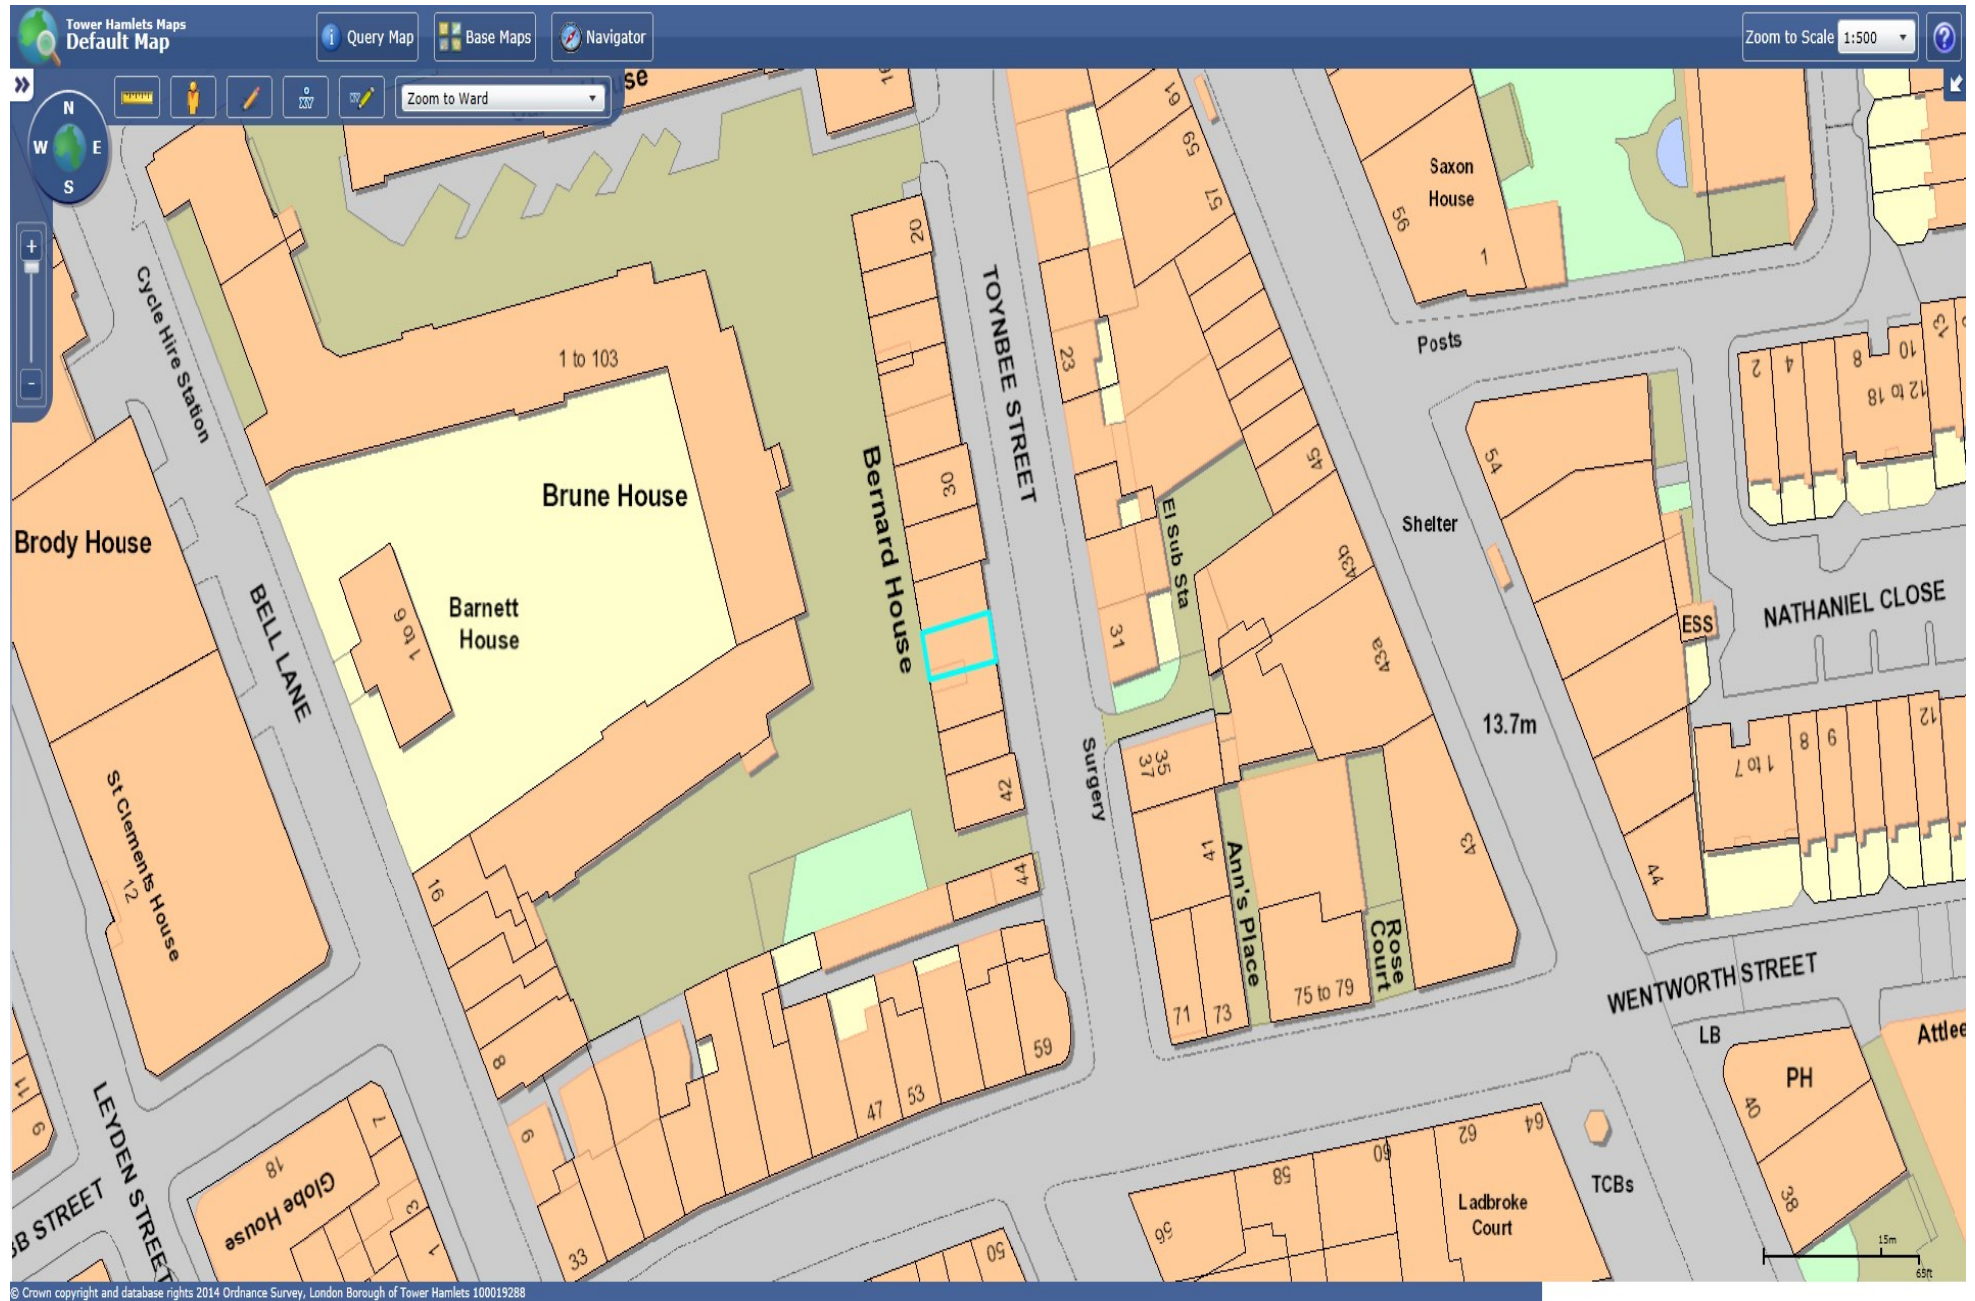 Tower Hamlets Maps
Default Map
Query Map
Base Maps
Navigator
Zoom to Scale
1:500
?
Zoom to Ward
N
W
E
S
+
-
use
16
61
59
57
Saxon
House
95
1
Cycle Hire Station
20
TOYNBEE STREET
23
Posts
2
4
8
10
13
12 to 18
1 to 103
Bernard House
30
45
54
Brune House
El Sub Sta
Shelter
43b
Brody House
BELL LANE
Barnett
House
1 to 6
31
43a
ESS
NATHANIEL CLOSE
13.7m
12
8
9
1 to 7
Surgery
35
37
42
St Clements House
12
41
Ann's Place
43
44
16
44
Rose
Court
WENTWORTH STREET
71
73
75 to 79
LB
Attlee
PH
40
8
59
53
47
LEYDEN STREET
11
9
7
6
18
Globe House
3
1
BB STREET
33
64
62
60
58
56
TCBs
Ladbroke
Court
38
50
15m
65ft
© Crown copyright and database rights 2014 Ordnance Survey, London Borough of Tower Hamlets 100019288